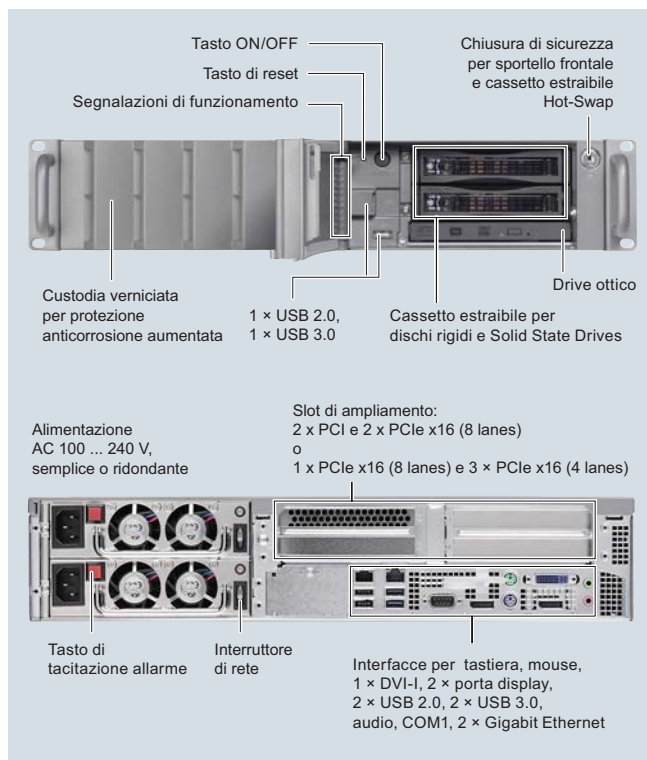 Tasto ON/OFF
Tasto di reset
Segnalazioni di funzionamento
Chiusura di sicurezza
per sportello frontale
e cassetto estraibile
Hot-Swap
Custodia verniciata
per protezione
anticorrosione aumentata
1 × USB 2.0,
1 × USB 3.0
Drive ottico
Cassetto estraibile per
dischi rigidi e Solid State Drives
Alimentazione
AC 100 ... 240 V,
semplice o ridondante
Slot di ampliamento:
2 x PCI e 2 x PCIe x16 (8 lanes)
o
1 x PCIe x16 (8 lanes) e 3 × PCIe x16 (4 lanes)
Tasto di
tacitazione allarme
Interruttore
di rete
Interfacce per tastiera, mouse,
1 × DVI-I, 2 × porta display,
2 × USB 2.0, 2 × USB 3.0,
audio, COM1, 2 × Gigabit Ethernet